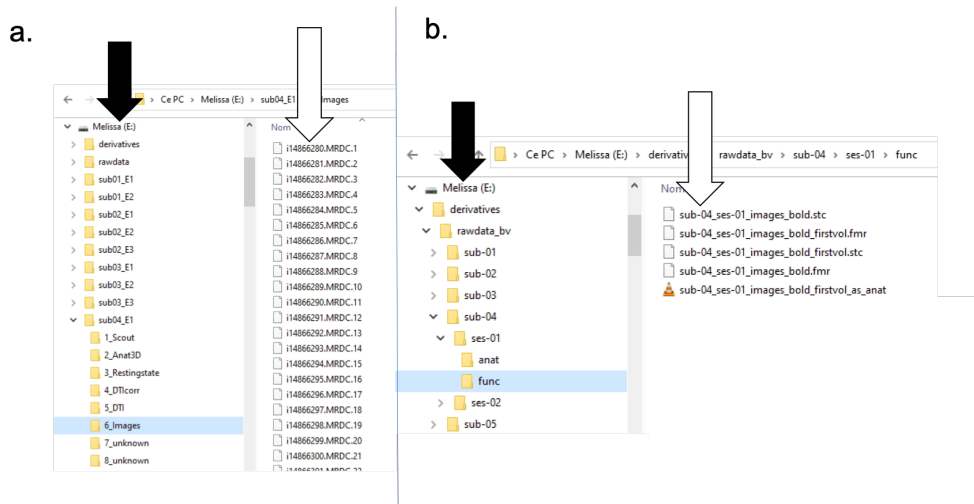 a.
Ce PC > Melissa (E:) > sub04_E1 > Images
Melissa (E:)
derivatives
rawdata
sub01_E1
sub01_E2
sub02_E1
sub02_E2
sub02_E3
sub03_E1
sub03_E2
sub03_E3
sub04_E1
1_Scout
2_Anat3D
3_Restingstate
4_DTIcorr
5_DTI
6_Images
7_unknown
8_unknown
Nom
i14866280.MRDC.1
i14866281.MRDC.2
i14866282.MRDC.3
i14866283.MRDC.4
i14866284.MRDC.5
i14866285.MRDC.6
i14866286.MRDC.7
i14866287.MRDC.8
i14866288.MRDC.9
i14866289.MRDC.10
i14866290.MRDC.11
i14866291.MRDC.12
i14866292.MRDC.13
i14866293.MRDC.14
i14866294.MRDC.15
i14866295.MRDC.16
i14866296.MRDC.17
i14866297.MRDC.18
i14866298.MRDC.19
i14866299.MRDC.20
i14866300.MRDC.21
b.
Ce PC > Melissa (E:) > rawdata_bv > sub-04 > ses-01 > func
Melissa (E:)
derivatives
rawdata_bv
sub-01
sub-02
sub-03
sub-04
ses-01
anat
func
ses-02
sub-05
sub-04_ses-01_images_bold.stc
sub-04_ses-01_images_bold_firstvol.fmr
sub-04_ses-01_images_bold_firstvol.stc
sub-04_ses-01_images_bold.fmr
sub-04_ses-01_images_bold_firstvol_as_anat